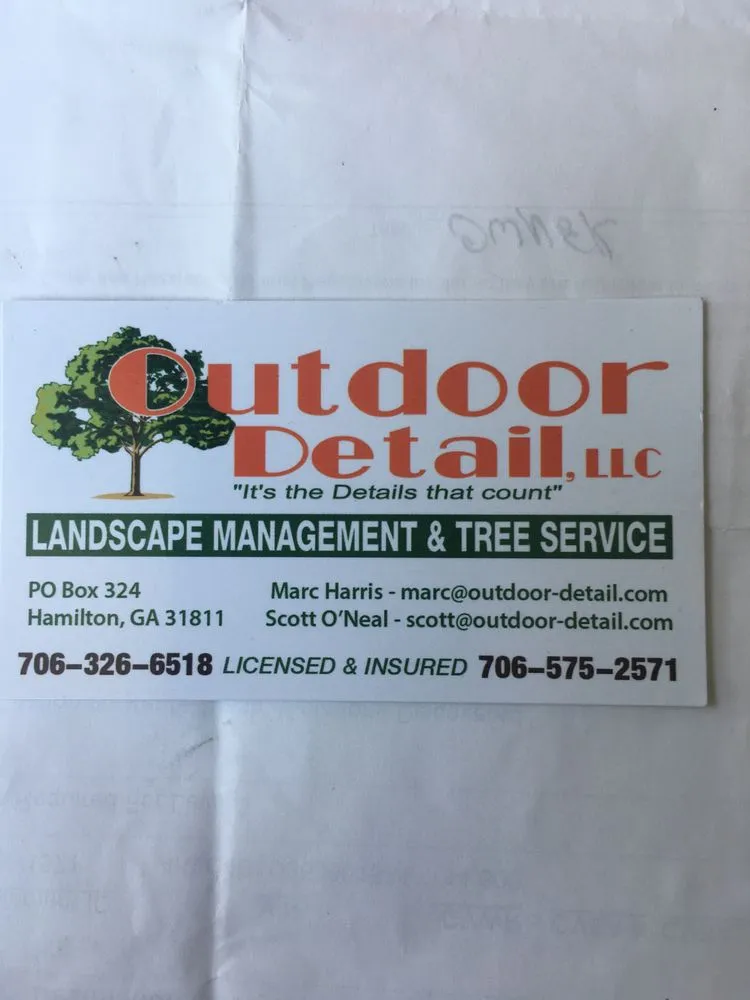 Outdoor
Detail, LLC
"It's the Details that count"
LANDSCAPE MANAGEMENT & TREE SERVICE
PO Box 324
Hamilton, GA 31811
Marc Harris - marc@outdoor-detail.com
Scott O'Neal - scott@outdoor-detail.com
706-326-6518 LICENSED & INSURED 706-575-2571